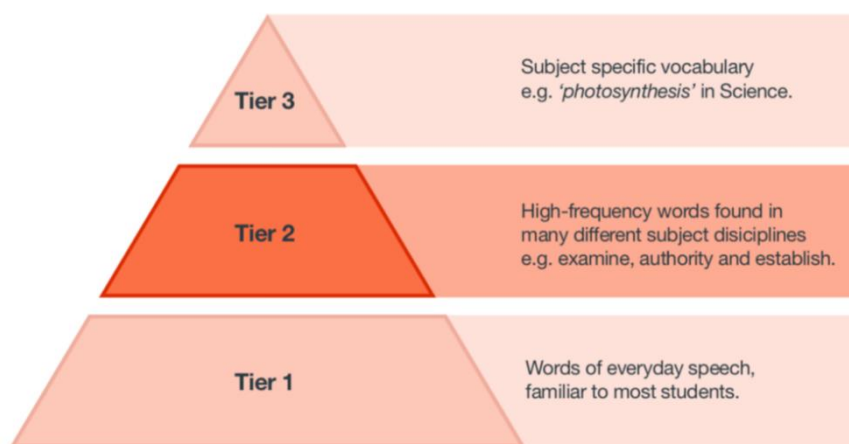 Tier 3
Subject specific vocabulary
e.g. ‘photosynthesis’ in Science.
Tier 2
High-frequency words found in
many different subject disiciplines
e.g. examine, authority and establish.
Tier 1
Words of everyday speech,
familiar to most students.